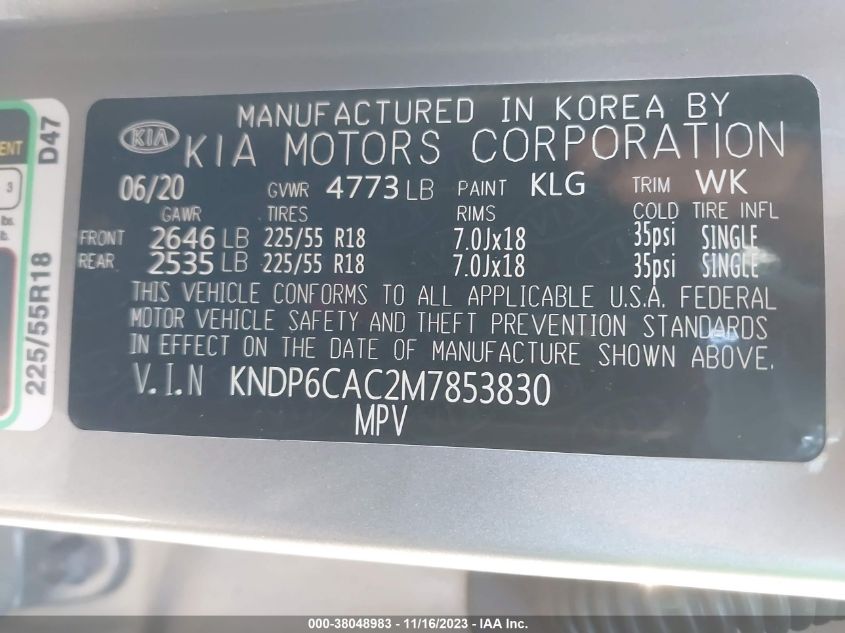 MANUFACTURED IN KOREA BY
KIA KIA MOTORS CORPORATION
06/20 GVWR 4773 LB PAINT KLG TRIM WK
GAWR TIRES RIMS COLD TIRE INFL
FRONT 2646 LB 225/55 R18 7.0Jx18 35psi SINGLE
REAR 2535 LB 225/55 R18 7.0Jx18 35psi SINGLE
THIS VEHICLE CONFORMS TO ALL APPLICABLE U.S.A. FEDERAL
MOTOR VEHICLE SAFETY AND THEFT PREVENTION STANDARDS
IN EFFECT ON THE DATE OF MANUFACTURE SHOWN ABOVE.
V.I.N KNDP6CAC2M7853830
MPV
225/55R18 D47
3
lbs.
000-38048983 - 11/16/2023 - IAA Inc.